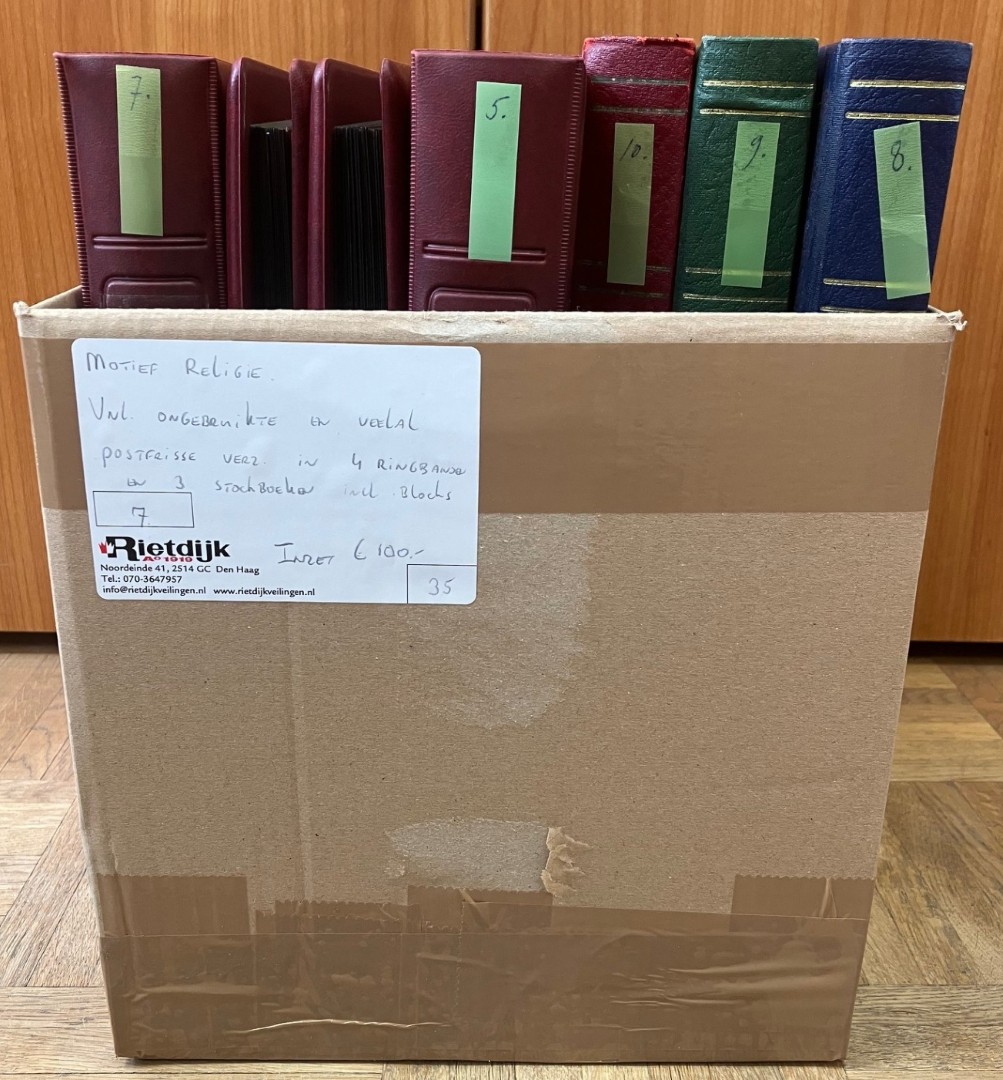 7.
5.
10.
9.
8.
MOTIEF RELIGIE.
VNL. ONGEBRUIKTE EN VEELAL
POSTFRISSE VERZ. IN 4 RINGBANDEN
EN 3 STOCKBOEKEN INCL. BLOCKS
7
Rietdijk
Aº 1919
INZET € 100.-
Noordeinde 41, 2514 GC Den Haag
Tel.: 070-3647957
info@rietdijkveilingen.nl www.rietdijkveilingen.nl
35